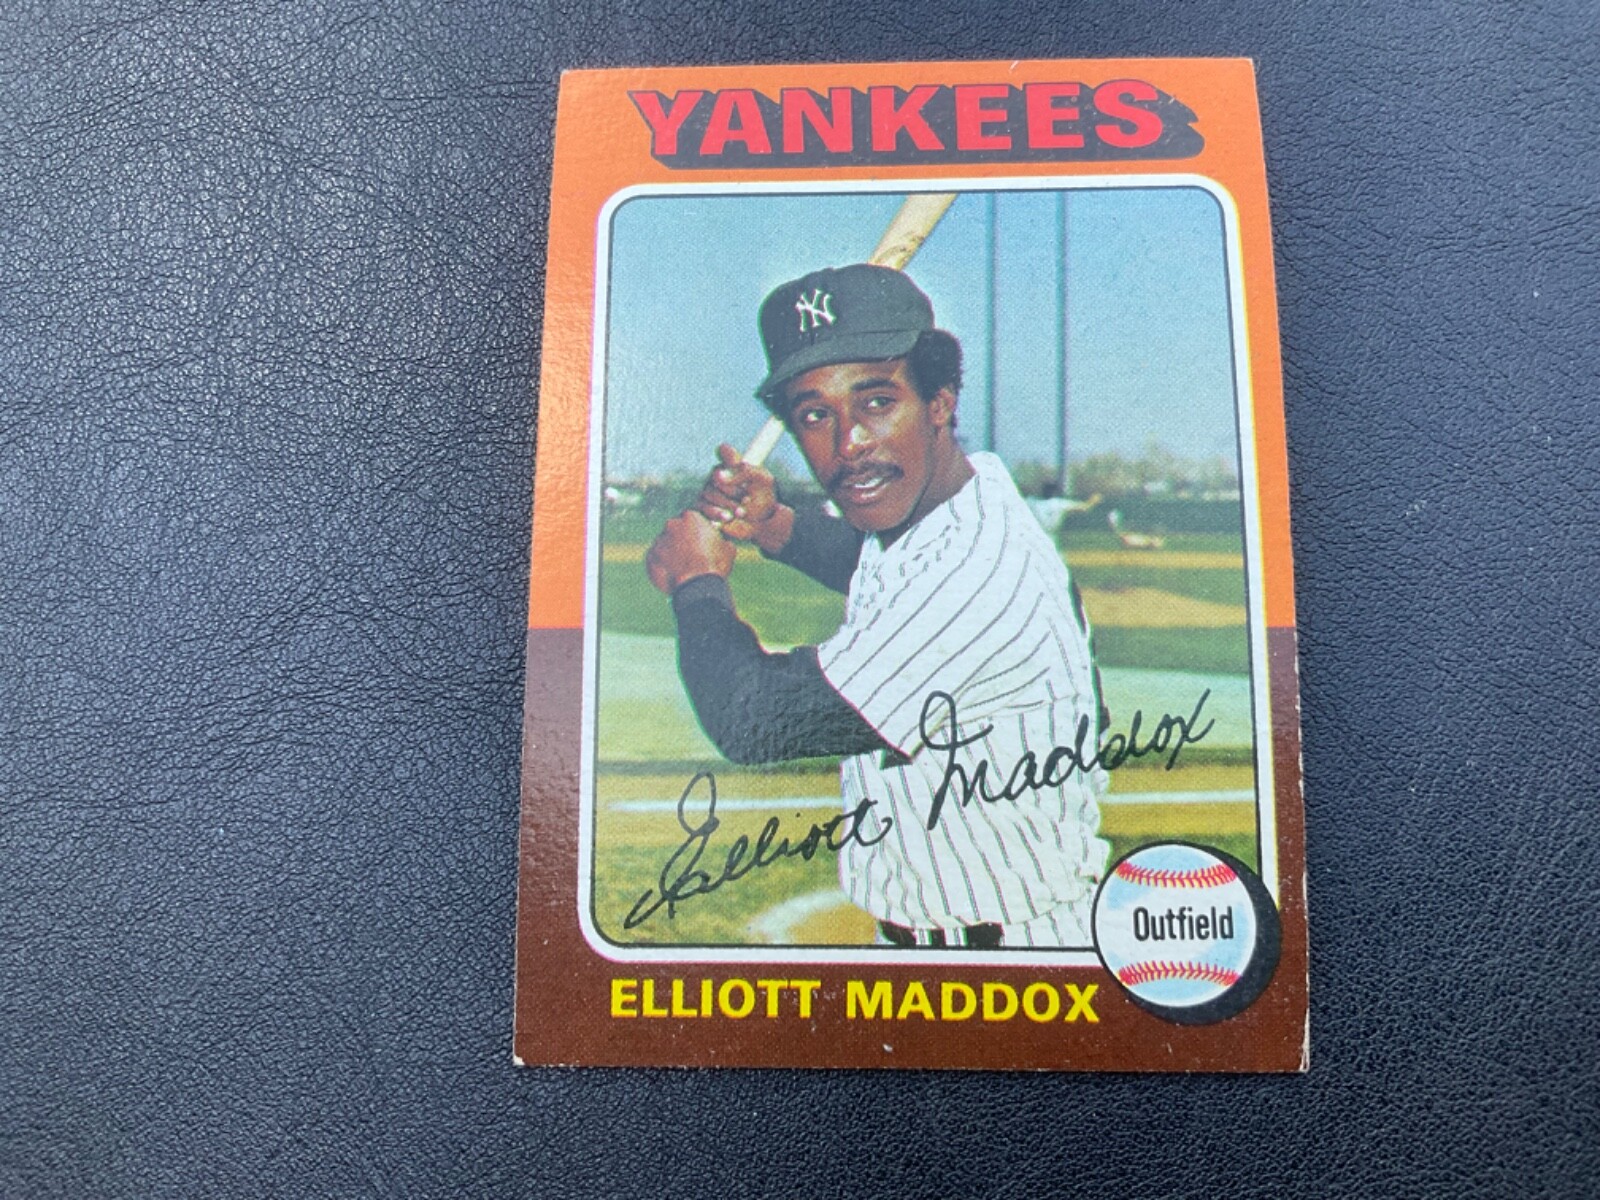 YANKEES
NY
Elliott Maddox
Outfield
ELLIOTT MADDOX